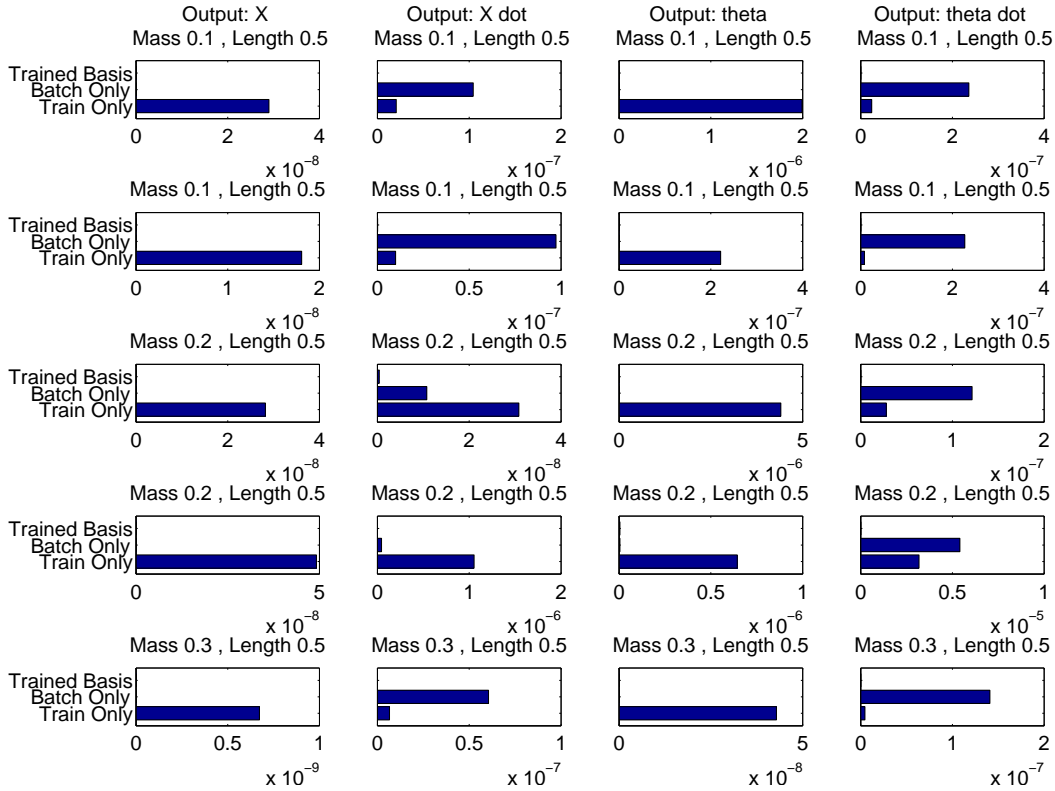 Output: X
Mass 0.1 , Length 0.5
Output: X dot
Mass 0.1 , Length 0.5
Output: theta
Mass 0.1 , Length 0.5
Output: theta dot
Mass 0.1 , Length 0.5
Trained Basis
Batch Only
Train Only
0 2 4
x 10⁻⁸
0 1 2
x 10⁻⁷
0 1 2
x 10⁻⁶
0 2 4
x 10⁻⁷
Mass 0.1 , Length 0.5
Mass 0.1 , Length 0.5
Mass 0.1 , Length 0.5
Mass 0.1 , Length 0.5
Trained Basis
Batch Only
Train Only
0 1 2
x 10⁻⁸
0 0.5 1
x 10⁻⁷
0 2 4
x 10⁻⁷
0 2 4
x 10⁻⁷
Mass 0.2 , Length 0.5
Mass 0.2 , Length 0.5
Mass 0.2 , Length 0.5
Mass 0.2 , Length 0.5
Trained Basis
Batch Only
Train Only
0 2 4
x 10⁻⁸
0 2 4
x 10⁻⁸
0 5
x 10⁻⁶
0 1 2
x 10⁻⁷
Mass 0.2 , Length 0.5
Mass 0.2 , Length 0.5
Mass 0.2 , Length 0.5
Mass 0.2 , Length 0.5
Trained Basis
Batch Only
Train Only
0 5
x 10⁻⁸
0 1 2
x 10⁻⁶
0 0.5 1
x 10⁻⁶
0 0.5 1
x 10⁻⁵
Mass 0.3 , Length 0.5
Mass 0.3 , Length 0.5
Mass 0.3 , Length 0.5
Mass 0.3 , Length 0.5
Trained Basis
Batch Only
Train Only
0 0.5 1
x 10⁻⁹
0 0.5 1
x 10⁻⁷
0 5
x 10⁻⁸
0 1 2
x 10⁻⁷